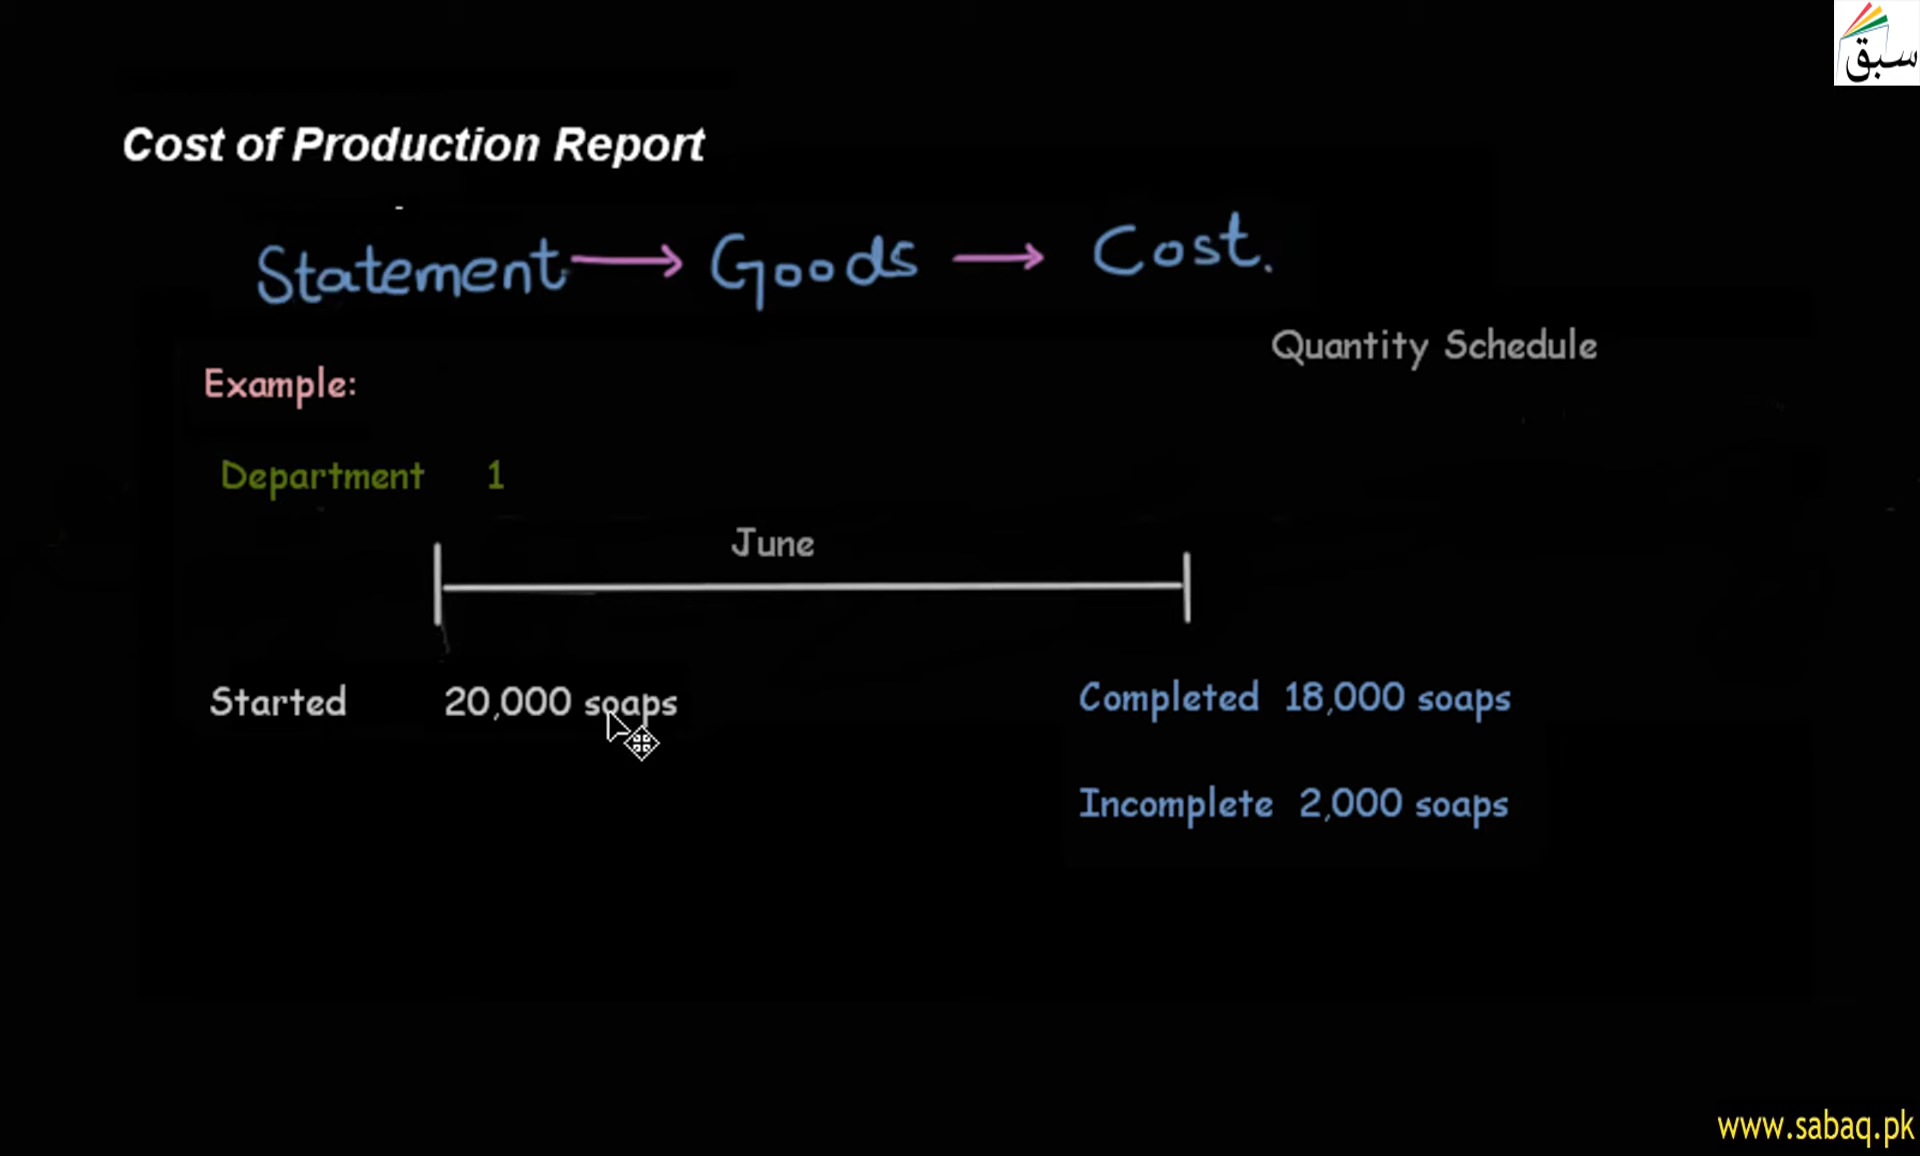 سبق
Cost of Production Report
Statement → Goods → Cost.
Quantity Schedule
Example:
Department 1
June
Started 20,000 soaps
Completed 18,000 soaps
Incomplete 2,000 soaps
www.sabaq.pk